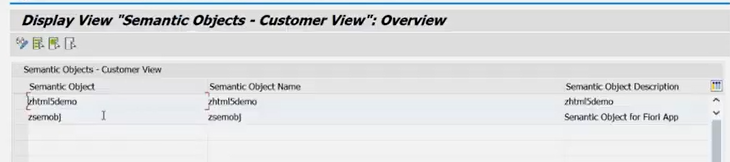 Display View "Semantic Objects - Customer View": Overview
Semantic Objects - Customer View
Semantic Object Semantic Object Name Semantic Object Description
zhtml5demo zhtml5demo zhtml5demo
zsemobj zsemobj Senantic Object for Fiori App